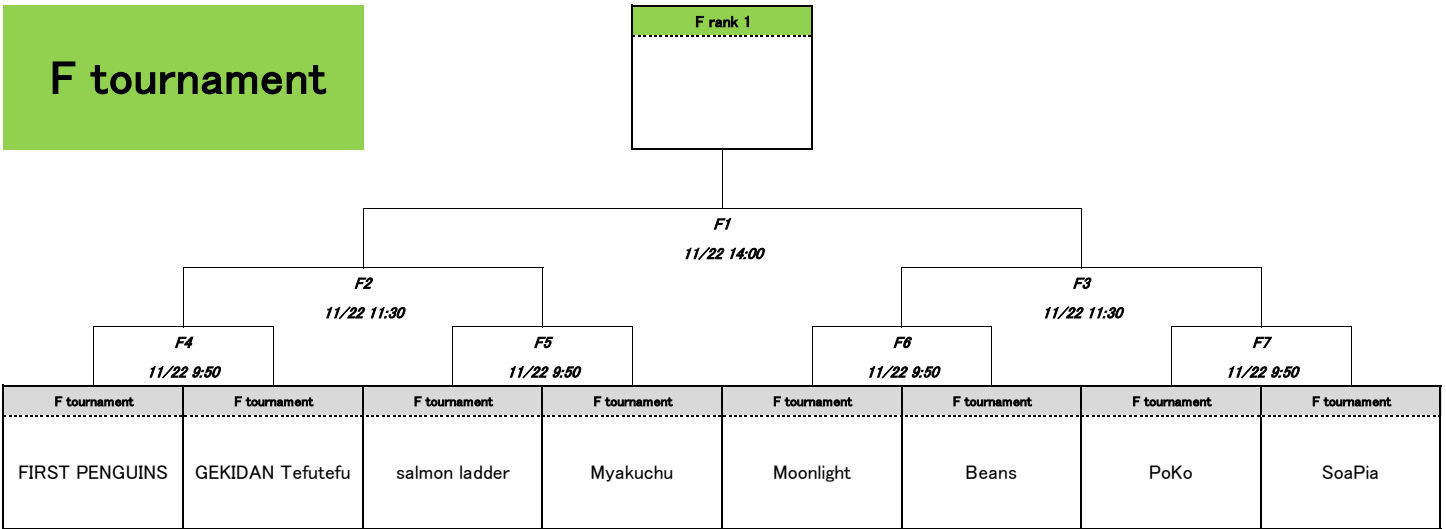 F tournament
F rank 1
F1
11/22 14:00
F2
11/22 11:30
F3
11/22 11:30
F4
11/22 9:50
F5
11/22 9:50
F6
11/22 9:50
F7
11/22 9:50
F tournament
F tournament
F tournament
F tournament
F tournament
F tournament
F tournament
F tournament
FIRST PENGUINS
GEKIDAN Tefutefu
salmon ladder
Myakuchu
Moonlight
Beans
PoKo
SoaPia